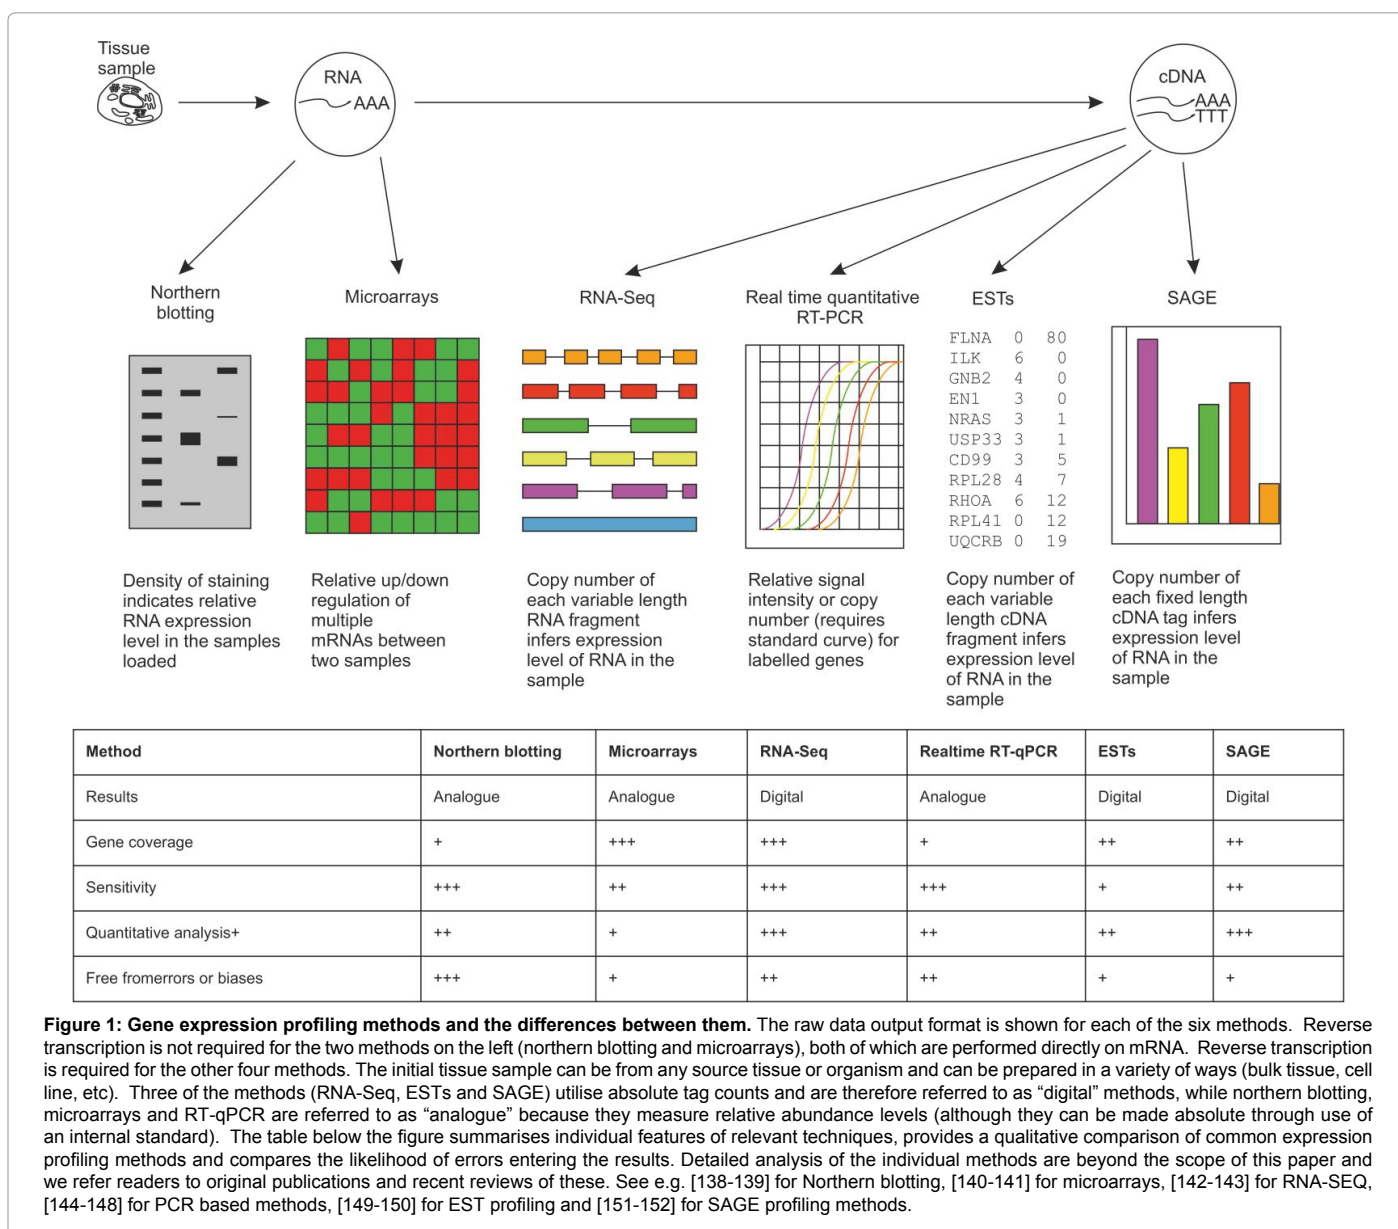 Tissue
sample
RNA
AAA
cDNA
AAA
TTT
Northern
blotting
Microarrays
RNA-Seq
Real time quantitative
RT-PCR
ESTs
SAGE
FLNA 0 80
ILK 6 0
GNB2 4 0
EN1 3 0
NRAS 3 1
USP33 3 1
CD99 3 5
RPL28 4 7
RHOA 6 12
RPL41 0 12
UQCRB 0 19
Density of staining
indicates relative
RNA expression
level in the samples
loaded
Relative up/down
regulation of
multiple
mRNAs between
two samples
Copy number of
each variable length
RNA fragment
infers expression
level of RNA in the
sample
Relative signal
intensity or copy
number (requires
standard curve) for
labelled genes
Copy number of
each variable
length cDNA
fragment infers
expression level
of RNA in the
sample
Copy number of
each fixed length
cDNA tag infers
expression level
of RNA in the
sample
Method Northern blotting Microarrays RNA-Seq Realtime RT-qPCR ESTs SAGE
Results Analogue Analogue Digital Analogue Digital Digital
Gene coverage + +++ +++ + ++ ++
Sensitivity +++ ++ +++ +++ + ++
Quantitative analysis+ ++ + +++ ++ ++ +++
Free fromerrors or biases +++ + ++ ++ + +
Figure 1: Gene expression profiling methods and the differences between them. The raw data output format is shown for each of the six methods. Reverse
transcription is not required for the two methods on the left (northern blotting and microarrays), both of which are performed directly on mRNA. Reverse transcription
is required for the other four methods. The initial tissue sample can be from any source tissue or organism and can be prepared in a variety of ways (bulk tissue, cell
line, etc). Three of the methods (RNA-Seq, ESTs and SAGE) utilise absolute tag counts and are therefore referred to as “digital” methods, while northern blotting,
microarrays and RT-qPCR are referred to as “analogue” because they measure relative abundance levels (although they can be made absolute through use of
an internal standard). The table below the figure summarises individual features of relevant techniques, provides a qualitative comparison of common expression
profiling methods and compares the likelihood of errors entering the results. Detailed analysis of the individual methods are beyond the scope of this paper and
we refer readers to original publications and recent reviews of these. See e.g. [138-139] for Northern blotting, [140-141] for microarrays, [142-143] for RNA-SEQ,
[144-148] for PCR based methods, [149-150] for EST profiling and [151-152] for SAGE profiling methods.